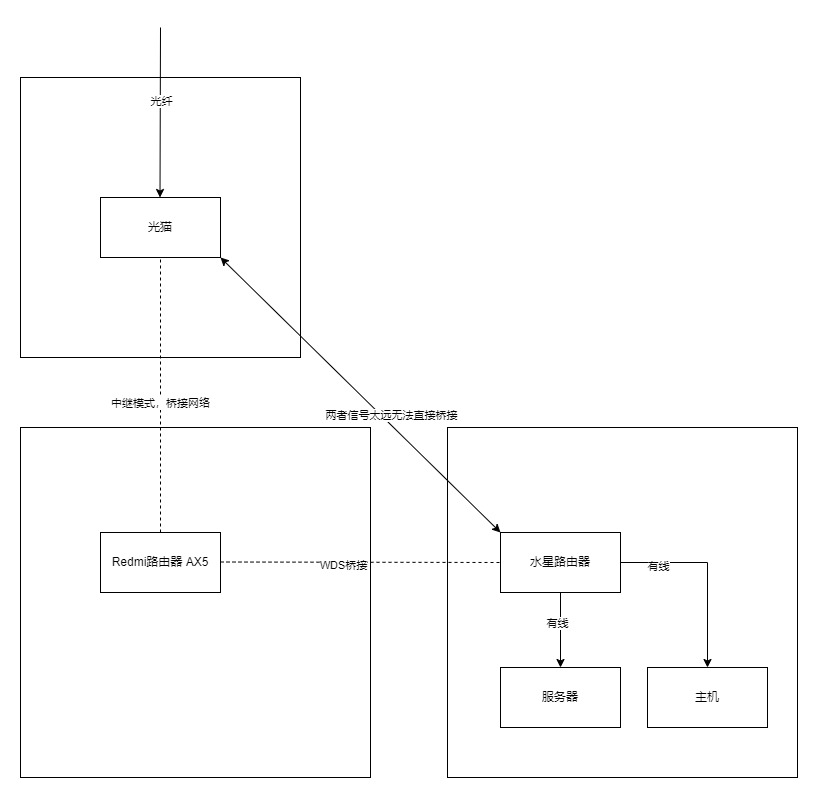 光纤
光猫
中继模式，桥接网络
两者信号太远无法直接桥接
Redmi路由器 AX5
WDS桥接
水星路由器
有线
有线
服务器
主机